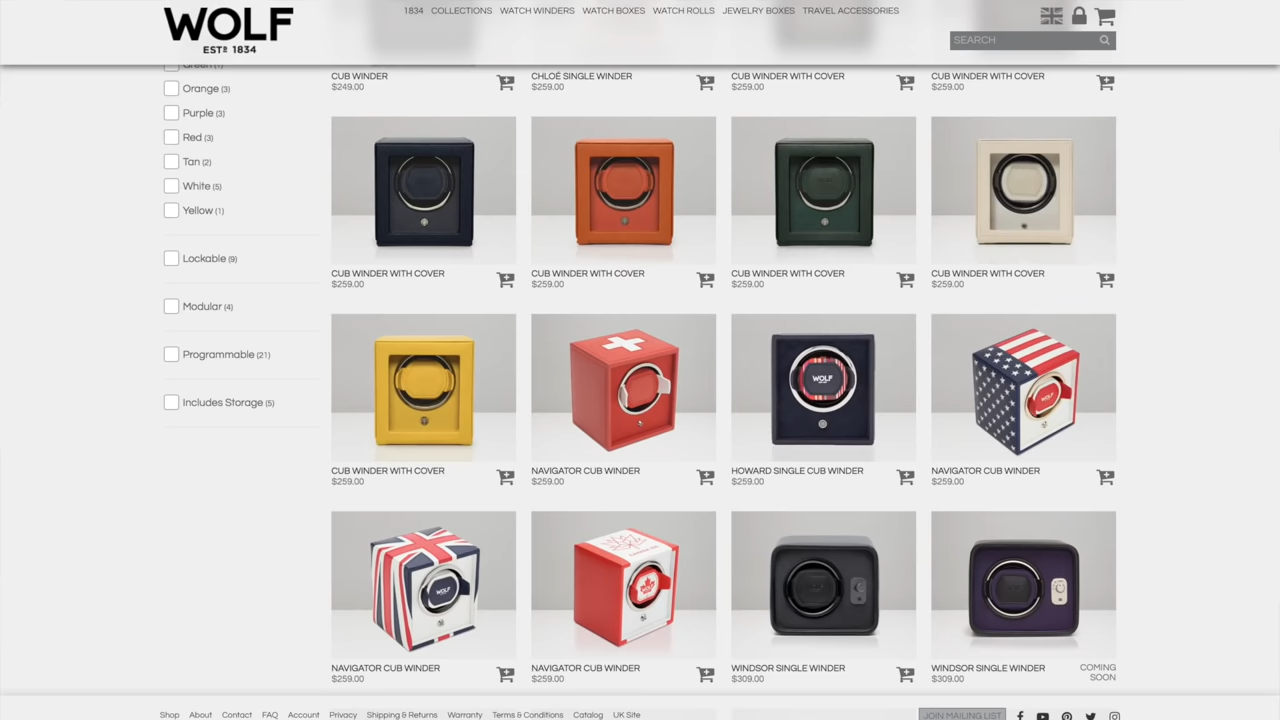 WOLF
ESTD 1834
1834 COLLECTIONS WATCH WINDERS WATCH BOXES WATCH ROLLS JEWELRY BOXES TRAVEL ACCESSORIES
SEARCH
Green (1)
Orange (3)
Purple (3)
Red (3)
Tan (2)
White (5)
Yellow (1)
Lockable (9)
Modular (4)
Programmable (21)
Includes Storage (5)
CUB WINDER
$249.00
CHLOÉ SINGLE WINDER
$259.00
CUB WINDER WITH COVER
$259.00
CUB WINDER WITH COVER
$259.00
CUB WINDER WITH COVER
$259.00
CUB WINDER WITH COVER
$259.00
CUB WINDER WITH COVER
$259.00
CUB WINDER WITH COVER
$259.00
WOLF
CUB WINDER WITH COVER
$259.00
NAVIGATOR CUB WINDER
$259.00
HOWARD SINGLE CUB WINDER
$259.00
NAVIGATOR CUB WINDER
$259.00
WOLF
NAVIGATOR CUB WINDER
$259.00
NAVIGATOR CUB WINDER
$259.00
WINDSOR SINGLE WINDER
$309.00
WINDSOR SINGLE WINDER
$309.00
COMING
SOON
Shop About Contact FAQ Account Privacy Shipping & Returns Warranty Terms & Conditions Catalog UK Site
JOIN MAILING LIST